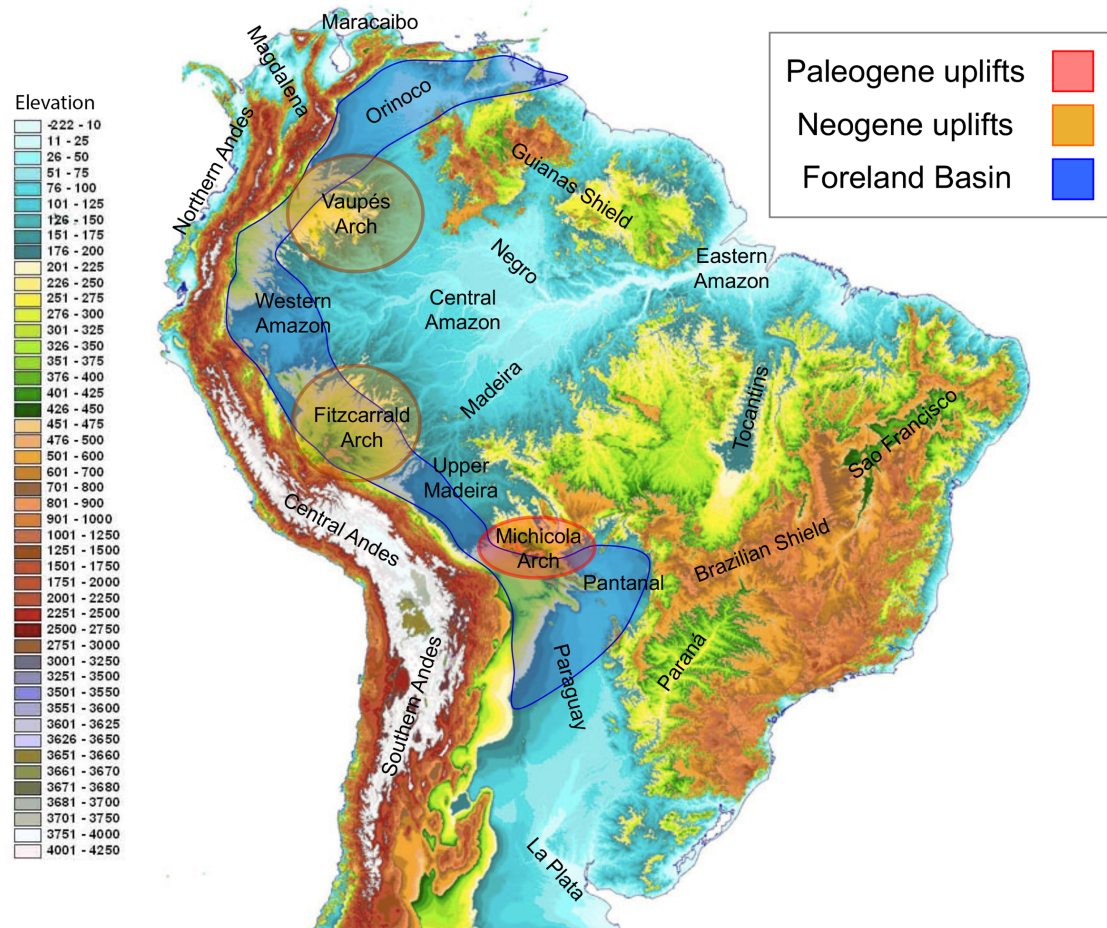 Maracaibo
Magdalena
Orinoco
Northern Andes
Guianas Shield
Vaupés
Arch
Negro
Eastern
Amazon
Western
Amazon
Central
Amazon
Madeira
Tocantins
Sao Francisco
Fitzcarrald
Arch
Upper
Madeira
Central Andes
Michicola
Arch
Pantanal
Brazilian Shield
Paraná
Paraguay
Southern Andes
La Plata
Paleogene uplifts
Neogene uplifts
Foreland Basin
Elevation
-222 - 10
11 - 25
26 - 50
51 - 75
76 - 100
101 - 125
126 - 150
151 - 175
176 - 200
201 - 225
226 - 250
251 - 275
276 - 300
301 - 325
326 - 350
351 - 375
376 - 400
401 - 425
426 - 450
451 - 475
476 - 500
501 - 600
601 - 700
701 - 800
801 - 900
901 - 1000
1001 - 1250
1251 - 1500
1501 - 1750
1751 - 2000
2001 - 2250
2251 - 2500
2500 - 2750
2751 - 3000
3001 - 3250
3251 - 3500
3501 - 3550
3551 - 3600
3601 - 3625
3626 - 3650
3651 - 3660
3661 - 3670
3671 - 3680
3681 - 3700
3701 - 3750
3751 - 4000
4001 - 4250